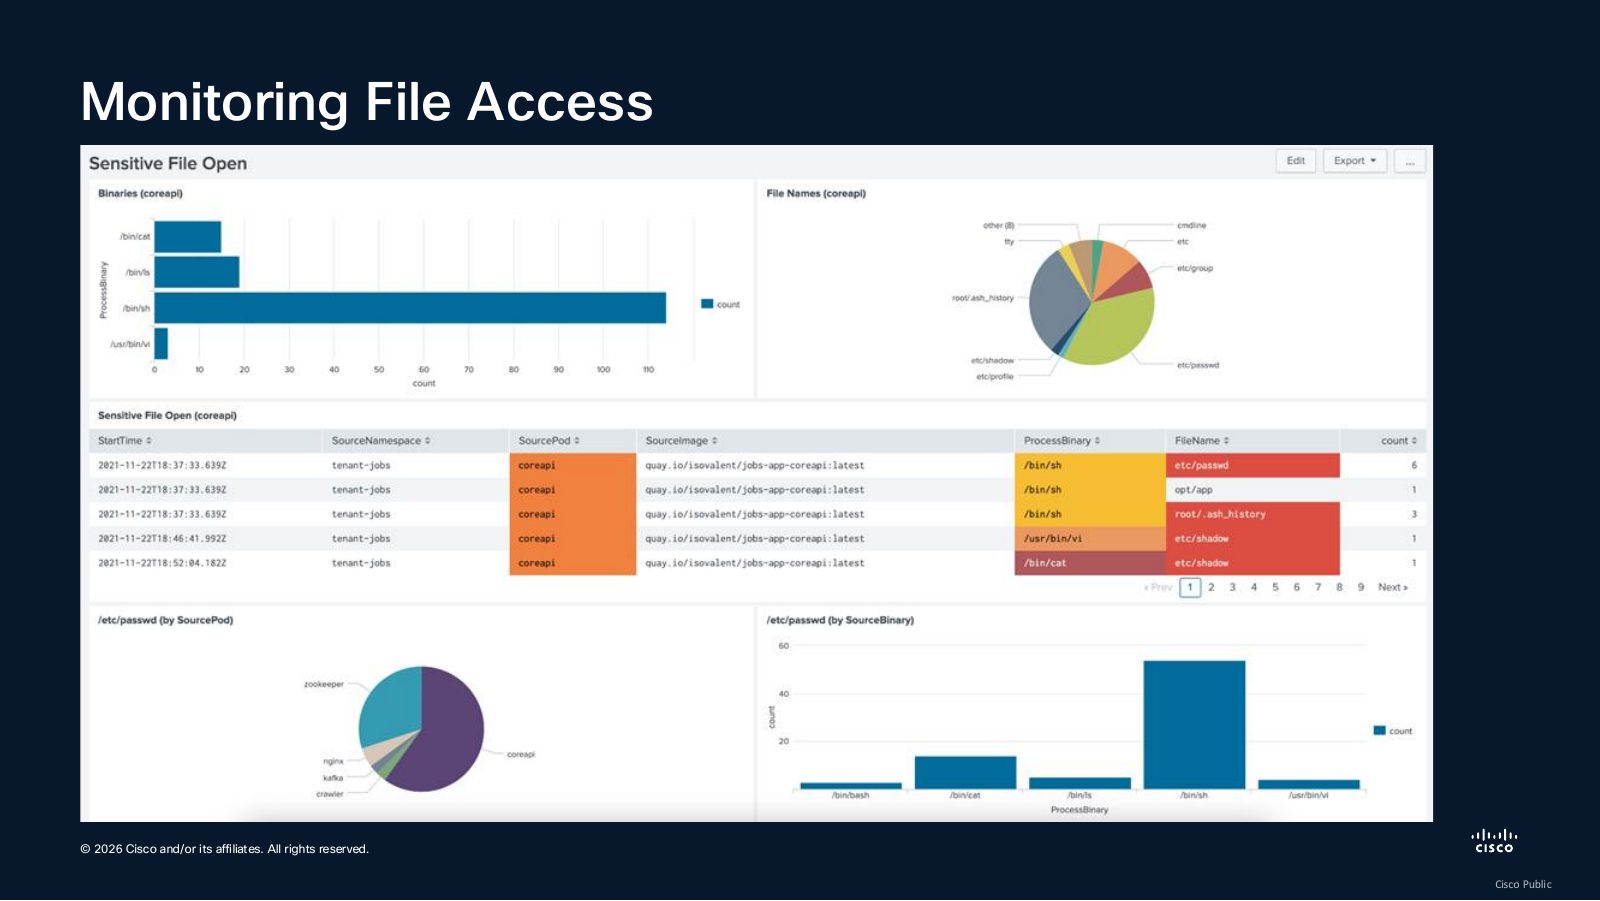 Monitoring File Access
Sensitive File Open
Edit
Export
...
Binaries (coreapi)
ProcessBinary
/bin/cat
/bin/ls
/bin/sh
/usr/bin/vi
0 10 20 30 40 50 60 70 80 90 100 110
count
count
File Names (coreapi)
other (8)
tty
root/.ash_history
etc/shadow
etc/profile
cmdline
etc
etc/group
etc/passwd
Sensitive File Open (coreapi)
StartTime SourceNamespace SourcePod SourceImage ProcessBinary FileName count
2021-11-22T18:37:33.639Z tenant-jobs coreapi quay.io/isovalent/jobs-app-coreapi:latest /bin/sh etc/passwd 6
2021-11-22T18:37:33.639Z tenant-jobs coreapi quay.io/isovalent/jobs-app-coreapi:latest /bin/sh opt/app 1
2021-11-22T18:37:33.639Z tenant-jobs coreapi quay.io/isovalent/jobs-app-coreapi:latest /bin/sh root/.ash_history 3
2021-11-22T18:46:41.992Z tenant-jobs coreapi quay.io/isovalent/jobs-app-coreapi:latest /usr/bin/vi etc/shadow 1
2021-11-22T18:52:04.182Z tenant-jobs coreapi quay.io/isovalent/jobs-app-coreapi:latest /bin/cat etc/shadow 1
« Prev 1 2 3 4 5 6 7 8 9 Next »
/etc/passwd (by SourcePod)
zookeeper
nginx
kafka
crawler
coreapi
/etc/passwd (by SourceBinary)
60
40
20
count
/bin/bash /bin/cat /bin/ls /bin/sh /usr/bin/vi
ProcessBinary
count
© 2026 Cisco and/or its affiliates. All rights reserved.
CISCO
Cisco Public